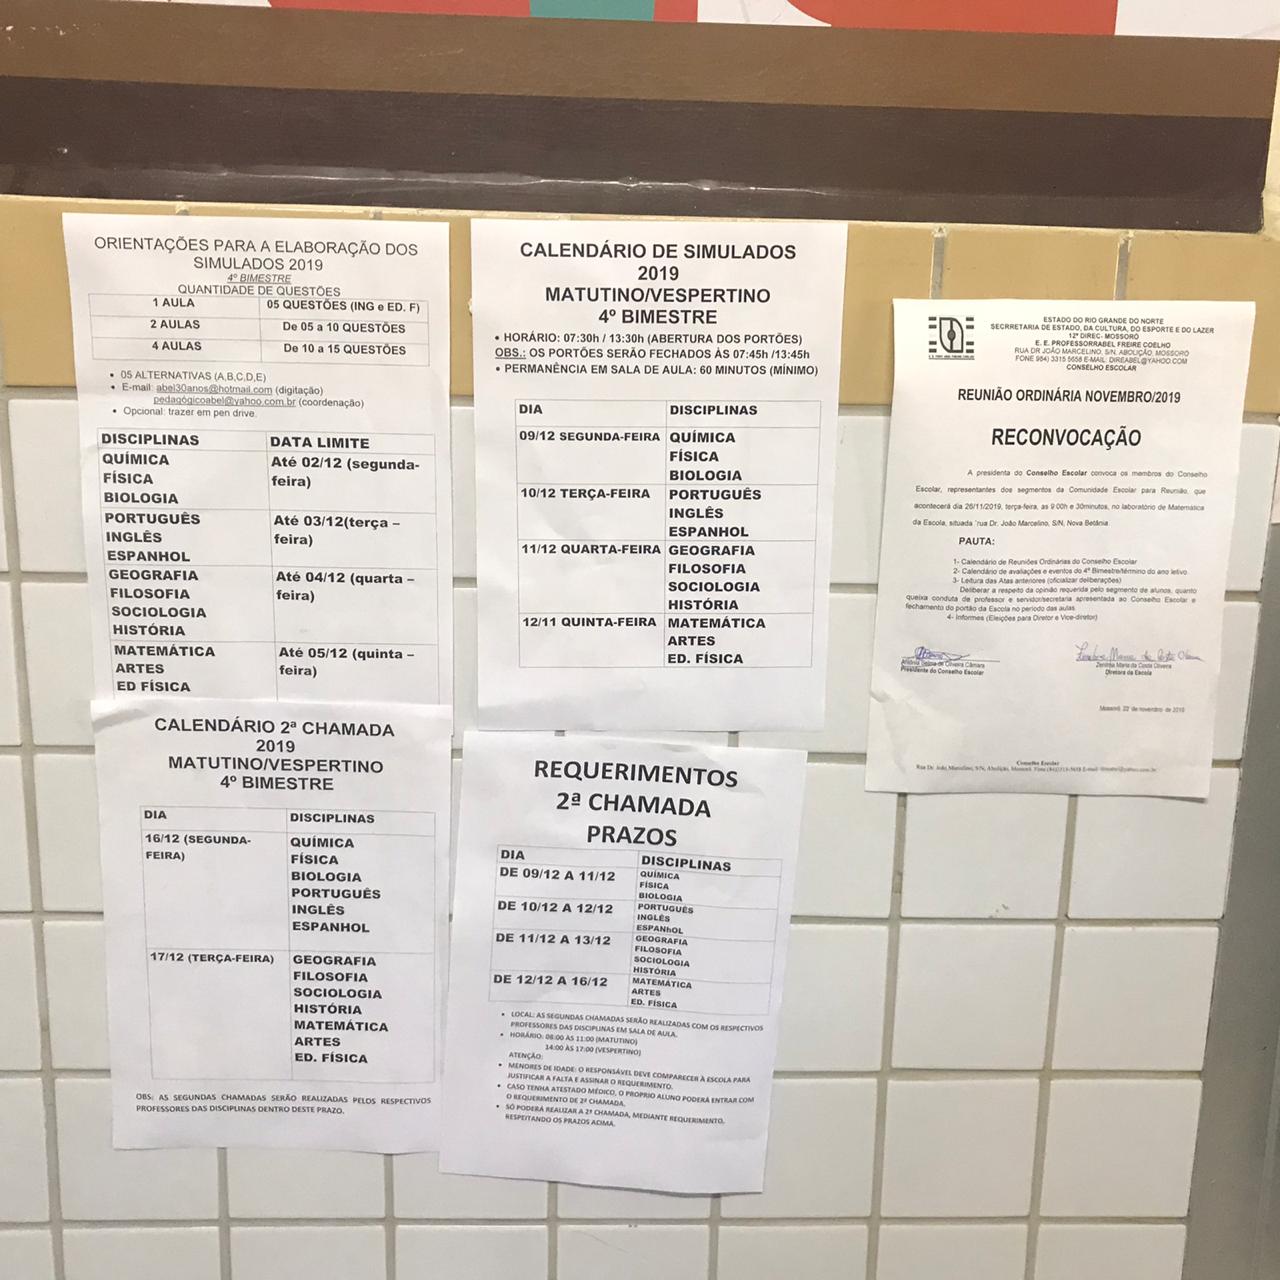 ORIENTAÇÕES PARA A ELABORAÇÃO DOS
SIMULADOS 2019
4º BIMESTRE
QUANTIDADE DE QUESTÕES
1 AULA 05 QUESTÕES (ING e ED. F)
2 AULAS De 05 a 10 QUESTÕES
4 AULAS De 10 a 15 QUESTÕES
• 05 ALTERNATIVAS (A,B,C,D,E)
• E-mail: abel30anos@hotmail.com (digitação)
pedagógicoabel@yahoo.com.br (coordenação)
• Opcional: trazer em pen drive.
DISCIPLINAS DATA LIMITE
QUÍMICA Até 02/12 (segunda-
FÍSICA feira)
BIOLOGIA
PORTUGUÊS Até 03/12(terça –
INGLÊS feira)
ESPANHOL
GEOGRAFIA Até 04/12 (quarta –
FILOSOFIA feira)
SOCIOLOGIA
HISTÓRIA
MATEMÁTICA Até 05/12 (quinta –
ARTES feira)
ED FÍSICA
CALENDÁRIO DE SIMULADOS
2019
MATUTINO/VESPERTINO
4º BIMESTRE
• HORÁRIO: 07:30h / 13:30h (ABERTURA DOS PORTÕES)
OBS.: OS PORTÕES SERÃO FECHADOS ÀS 07:45h /13:45h
• PERMANÊNCIA EM SALA DE AULA: 60 MINUTOS (MÍNIMO)
DIA DISCIPLINAS
09/12 SEGUNDA-FEIRA QUÍMICA
FÍSICA
BIOLOGIA
10/12 TERÇA-FEIRA PORTUGUÊS
INGLÊS
ESPANHOL
11/12 QUARTA-FEIRA GEOGRAFIA
FILOSOFIA
SOCIOLOGIA
HISTÓRIA
12/11 QUINTA-FEIRA MATEMÁTICA
ARTES
ED. FÍSICA
ESTADO DO RIO GRANDE DO NORTE
SECRRETARIA DE ESTADO, DA CULTURA, DO ESPORTE E DO LAZER
12ª DIREC- MOSSORÓ
E. E. PROFESSORRABEL FREIRE COELHO
RUA DR JOÃO MARCELINO, S/N, ABOLIÇÃO, MOSSORÓ
FONE 984) 3315 5658 E-MAIL: DIREABEL@YAHOO.COM
CONSELHO ESCOLAR
REUNIÃO ORDINÁRIA NOVEMBRO/2019
RECONVOCAÇÃO
A presidenta do Conselho Escolar convoca os membros do Conselho
Escolar, representantes dos segmentos da Comunidade Escolar para Reunião, que
acontecerá dia 26/11/2019, terça-feira, as 9:00h e 30minutos, no laboratório de Matemática
da Escola, situada ´rua Dr. João Marcelino, S/N, Nova Betânia.
PAUTA:
1- Calendário de Reuniões Ordinárias do Conselho Escolar
2- Calendário de avaliações e eventos do 4º Bimestre/término do ano letivo.
3- Leitura das Atas anteriores (oficializar deliberações)
Deliberar a respeito da opinião requerida pelo segmento de alunos, quanto
queixa conduta de professor e servidor/secretaria apresentada ao Conselho Escolar e
fechamento do portão da Escola no período das aulas.
4- Informes (Eleições para Diretor e Vice-diretor)
de Oliveira Câmara
Presidente do Conselho Escolar
Maria da Costa Oliveira
Diretora da Escola
Mossoró, 22 de novembro de 2019
Conselho Escolar
Rua Dr. João Marcelino, S/N, Abolição, Mossoró
CALENDÁRIO 2ª CHAMADA
2019
MATUTINO/VESPERTINO
4º BIMESTRE
DIA DISCIPLINAS
16/12 (SEGUNDA- QUÍMICA
FEIRA) FÍSICA
BIOLOGIA
PORTUGUÊS
INGLÊS
ESPANHOL
17/12 (TERÇA-FEIRA) GEOGRAFIA
FILOSOFIA
SOCIOLOGIA
HISTÓRIA
MATEMÁTICA
ARTES
ED. FÍSICA
OBS: AS SEGUNDAS CHAMADAS SERÃO REALIZADAS PELOS RESPECTIVOS
PROFESSORES DAS DISCIPLINAS DENTRO DESTE PRAZO.
REQUERIMENTOS
2ª CHAMADA
PRAZOS
DIA DISCIPLINAS
DE 09/12 A 11/12 QUÍMICA
FÍSICA
BIOLOGIA
DE 10/12 A 12/12 PORTUGUÊS
INGLÊS
ESPANhOL
DE 11/12 A 13/12 GEOGRAFIA
FILOSOFIA
SOCIOLOGIA
HISTÓRIA
DE 12/12 A 16/12 MATEMÁTICA
ARTES
ED. FÍSICA
• LOCAL: AS SEGUNDAS CHAMADAS SERÃO REALIZADAS COM OS RESPECTIVOS
PROFESSORES DAS DISCIPLINAS EM SALA DE AULA.
• HORÁRIO: 08:00 ÀS 11:00 (MATUTINO)
14:00 ÀS 17:00 (VESPERTINO)
ATENÇÃO:
• MENORES DE IDADE: O RESPONSÁVEL DEVE COMPARECER À ESCOLA PARA
JUSTIFICAR A FALTA E ASSINAR O REQUERIMENTO.
• CASO TENHA ATESTADO MÉDICO, O PROPRIO ALUNO PODERÁ ENTRAR COM
O REQUERIMENTO DE 2ª CHAMADA.
• SÓ PODERÁ REALIZAR A 2ª CHAMADA, MEDIANTE REQUERIMENTO,
RESPEITANDO OS PRAZOS ACIMA.